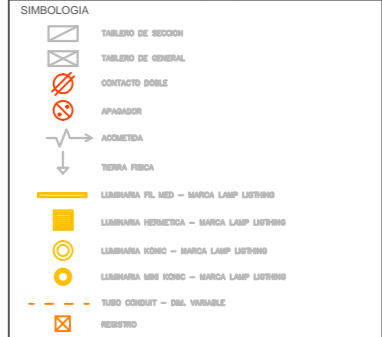 SIMBOLOGIA
TABLERO DE SECCION
TABLERO DE GENERAL
CONTACTO DOBLE
APAGADOR
ACOMETIDA
TIERRA FISICA
LUMINARIA FIL MED – MARCA LAMP LIGTHING
LUMINARIA HERMETICA – MARCA LAMP LIGTHING
LUMINARIA KONIC – MARCA LAMP LIGTHING
LUMINARIA MINI KONIC – MARCA LAMP LIGTHING
TUBO CONDUIT – DIM. VARIABLE
REGISTRO